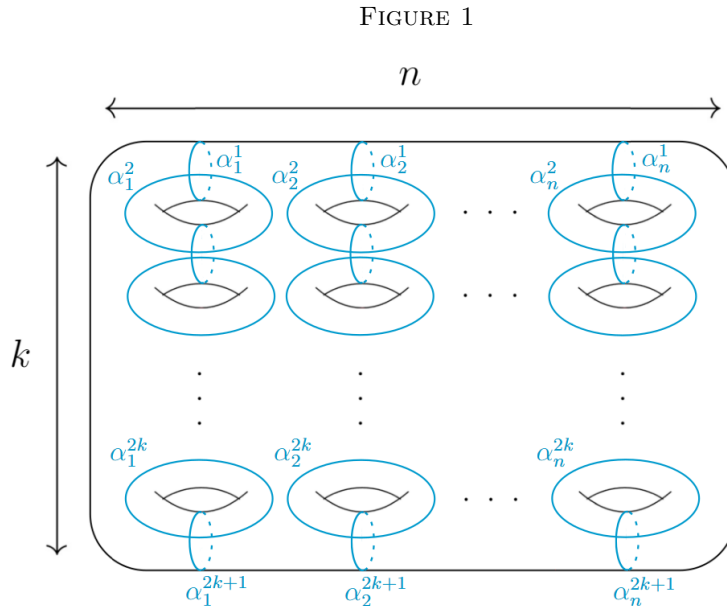 FIGURE 1
n
α_1^2 α_1^1 α_2^2 α_2^1 α_n^2 α_n^1
. . .
. . .
k
α_1^{2k} α_2^{2k} α_n^{2k}
. . .
α_1^{2k+1} α_2^{2k+1} α_n^{2k+1}